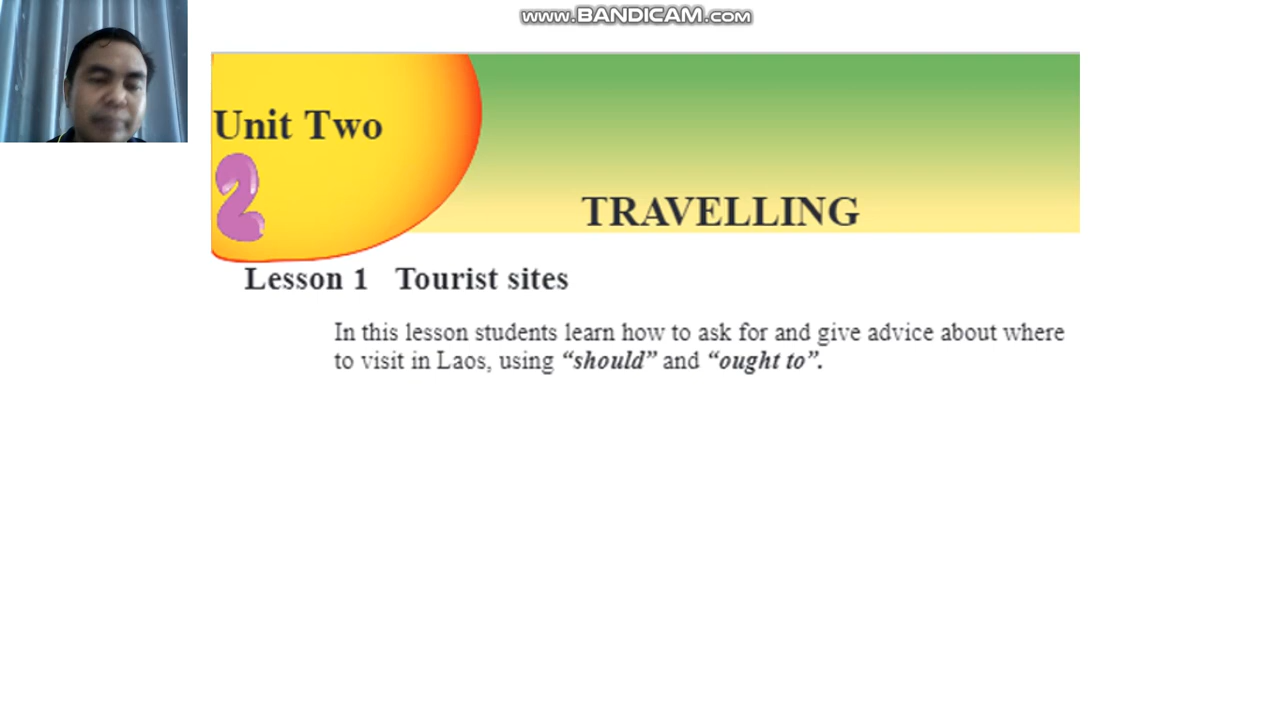 www.BANDICAM.com
Unit Two
2
TRAVELLING
Lesson 1 Tourist sites
In this lesson students learn how to ask for and give advice about where
to visit in Laos, using “should” and “ought to”.